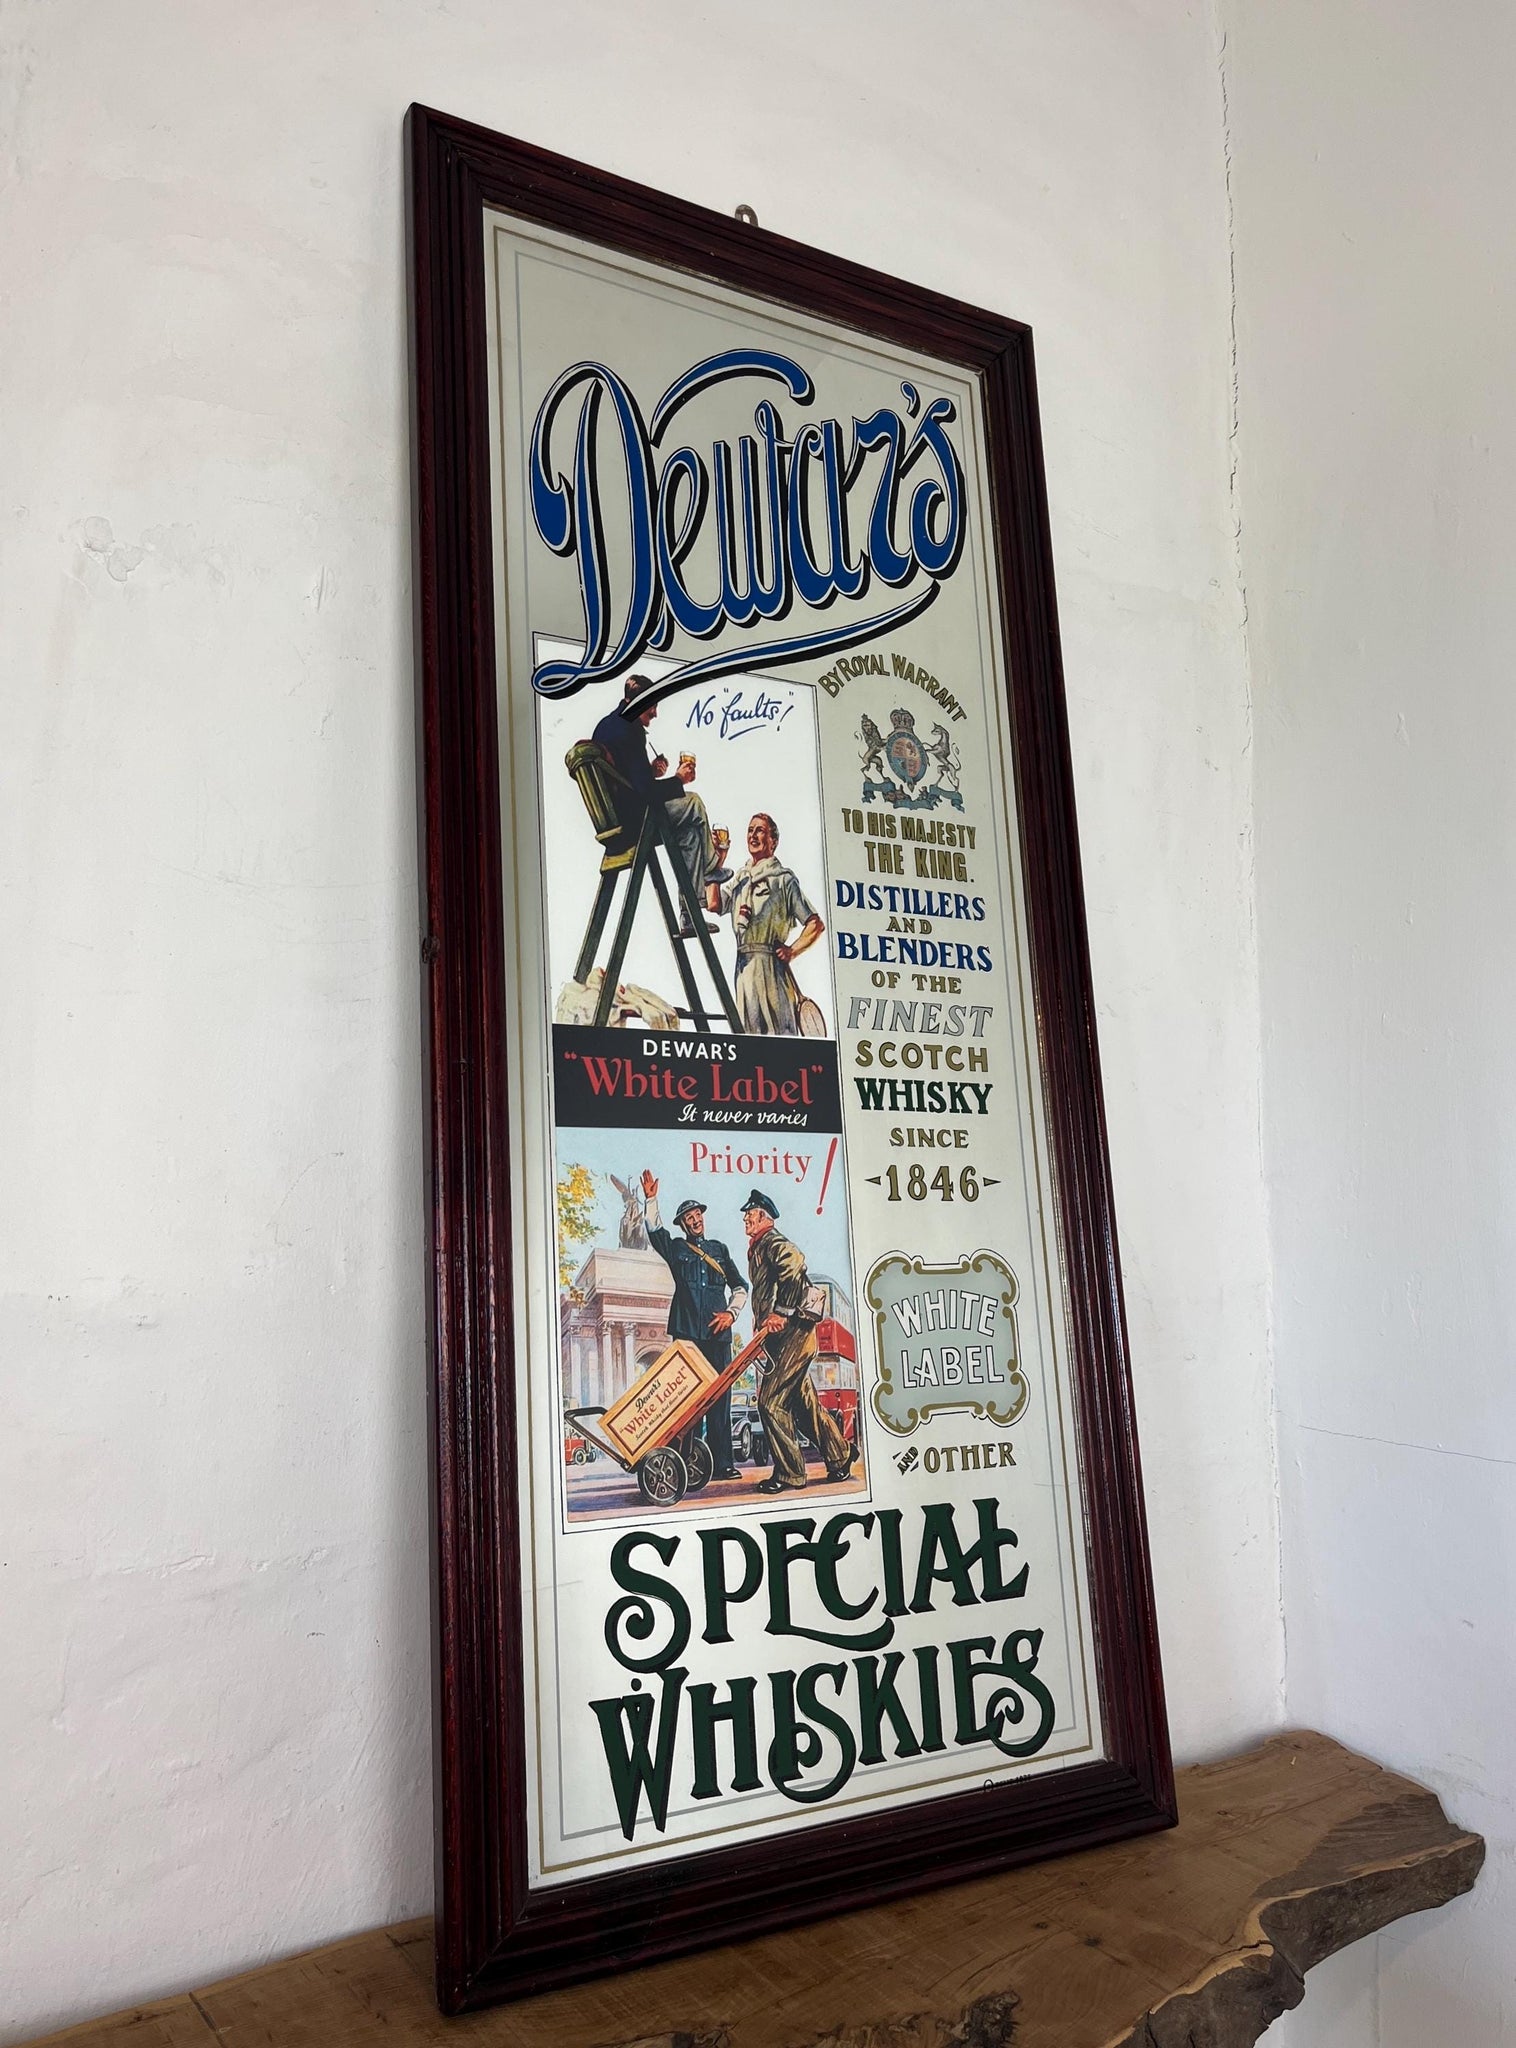 Dewar's
No "faults"!
DEWAR'S
"White Label"
It never varies
Priority!
Dewar's
"White Label"
BY ROYAL WARRANT
TO HIS MAJESTY
THE KING.
DISTILLERS
AND
BLENDERS
OF THE
FINEST
SCOTCH
WHISKY
SINCE
1846
WHITE
LABEL
AND OTHER
SPECIAL
WHISKIES